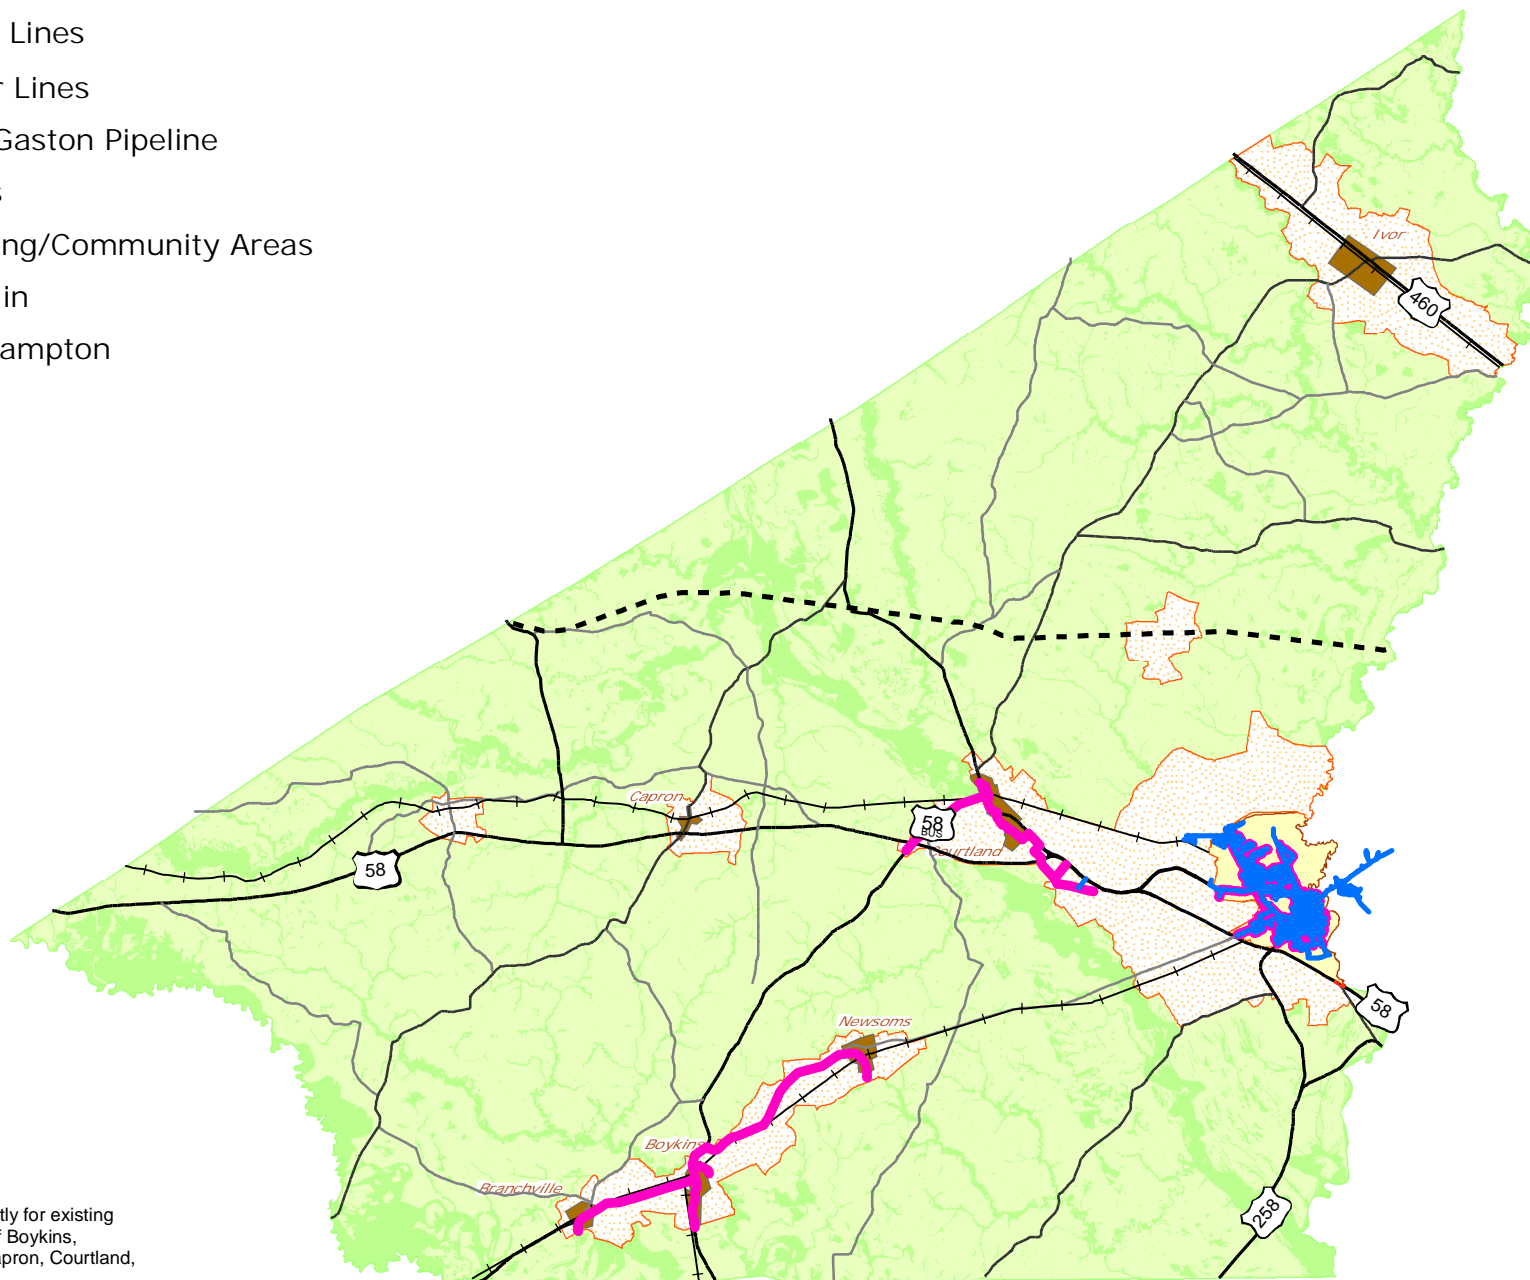 Lines
Lines
Gaston Pipeline
ng/Community Areas
in
ampton
Ivor
460
Capron
58
BUS
Courtland
58
Newsoms
58
Boykins
Branchville
258
tly for existing
f Boykins,
apron, Courtland,